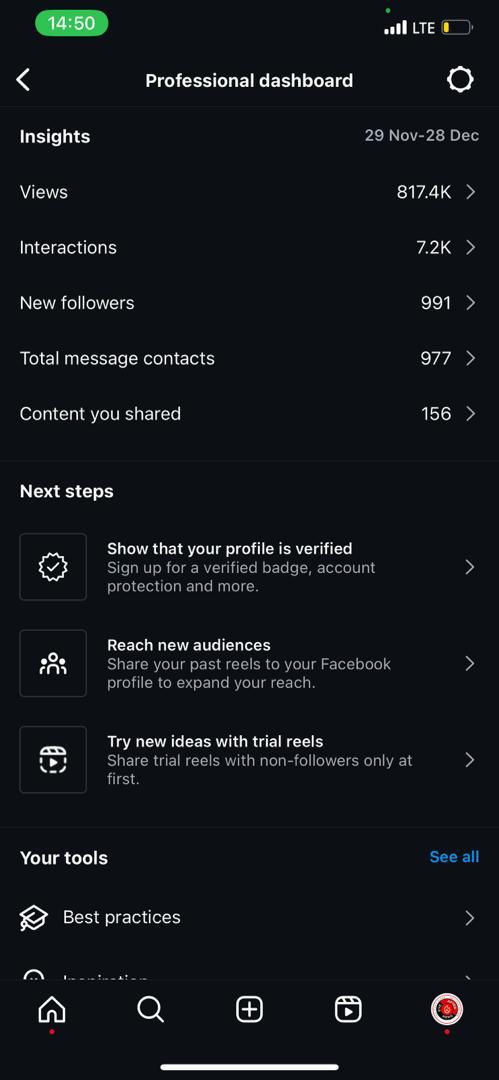 14:50
LTE
Professional dashboard
Insights
29 Nov-28 Dec
Views
817.4K
Interactions
7.2K
New followers
991
Total message contacts
977
Content you shared
156
Next steps
Show that your profile is verified
Sign up for a verified badge, account
protection and more.
Reach new audiences
Share your past reels to your Facebook
profile to expand your reach.
Try new ideas with trial reels
Share trial reels with non-followers only at
first.
Your tools
See all
Best practices
Inspiration